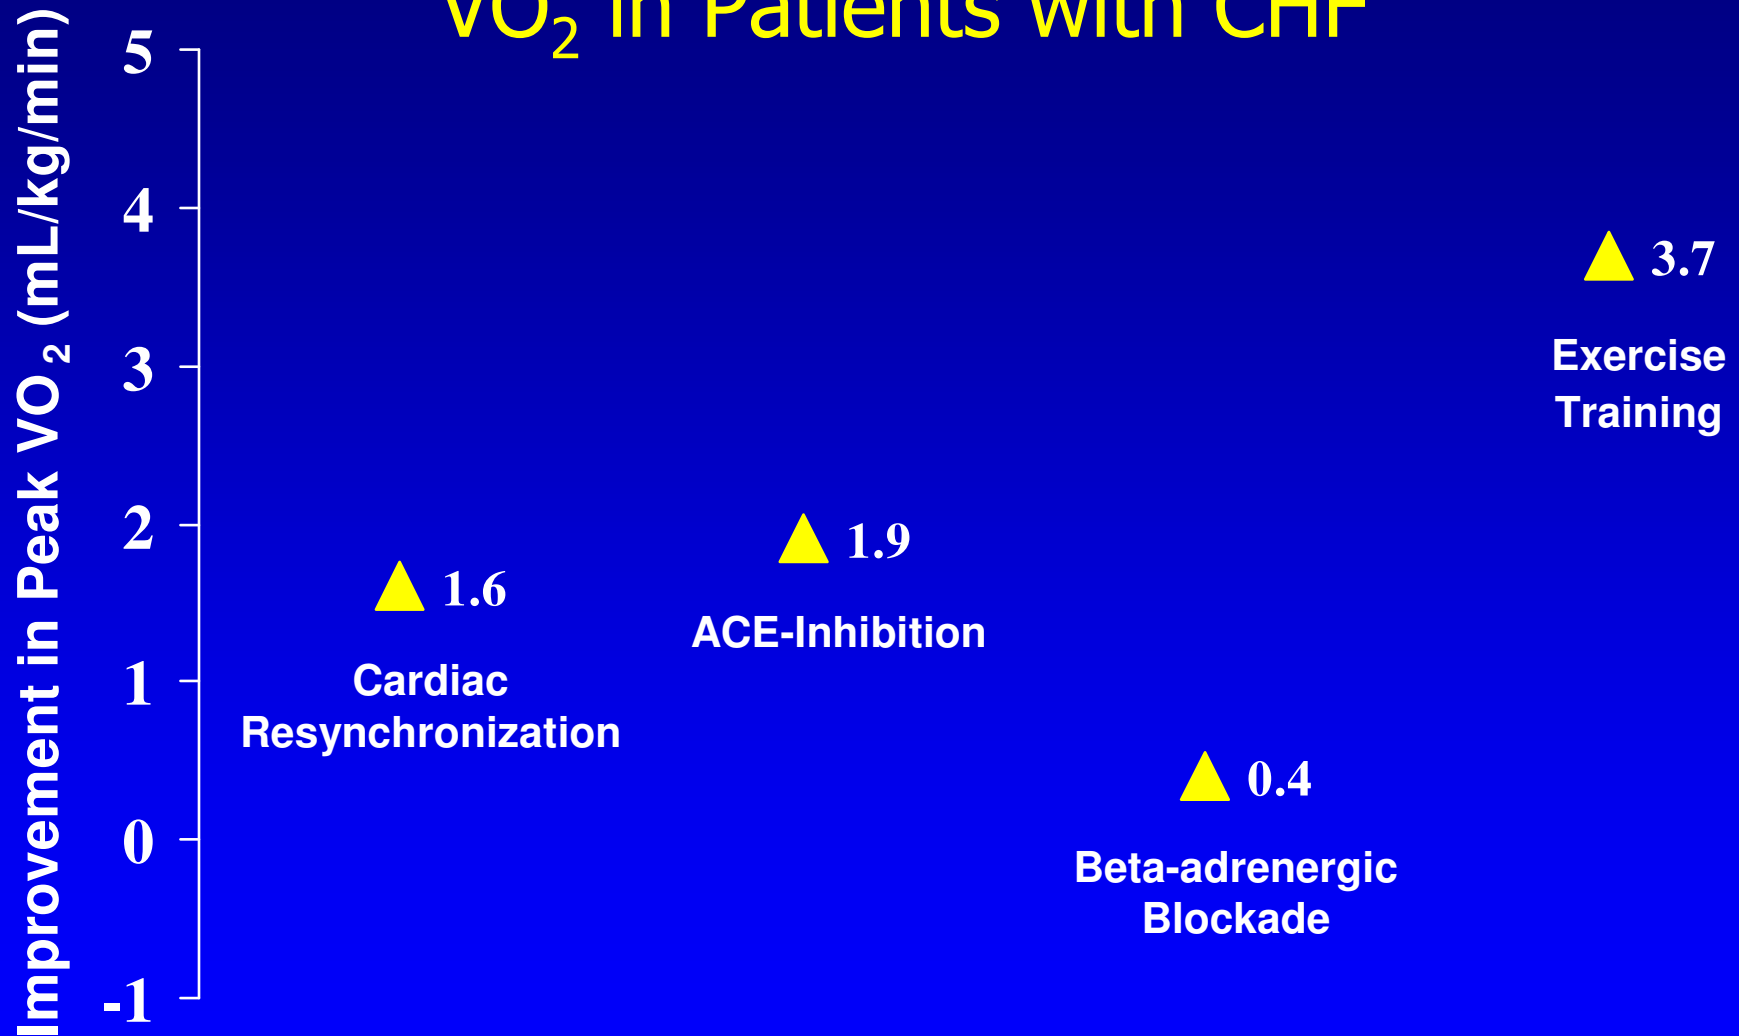 VO2 in Patients with CHF
Improvement in Peak VO2 (mL/kg/min)
5
4
3
2
1
0
-1
1.6
Cardiac
Resynchronization
1.9
ACE-Inhibition
0.4
Beta-adrenergic
Blockade
3.7
Exercise
Training